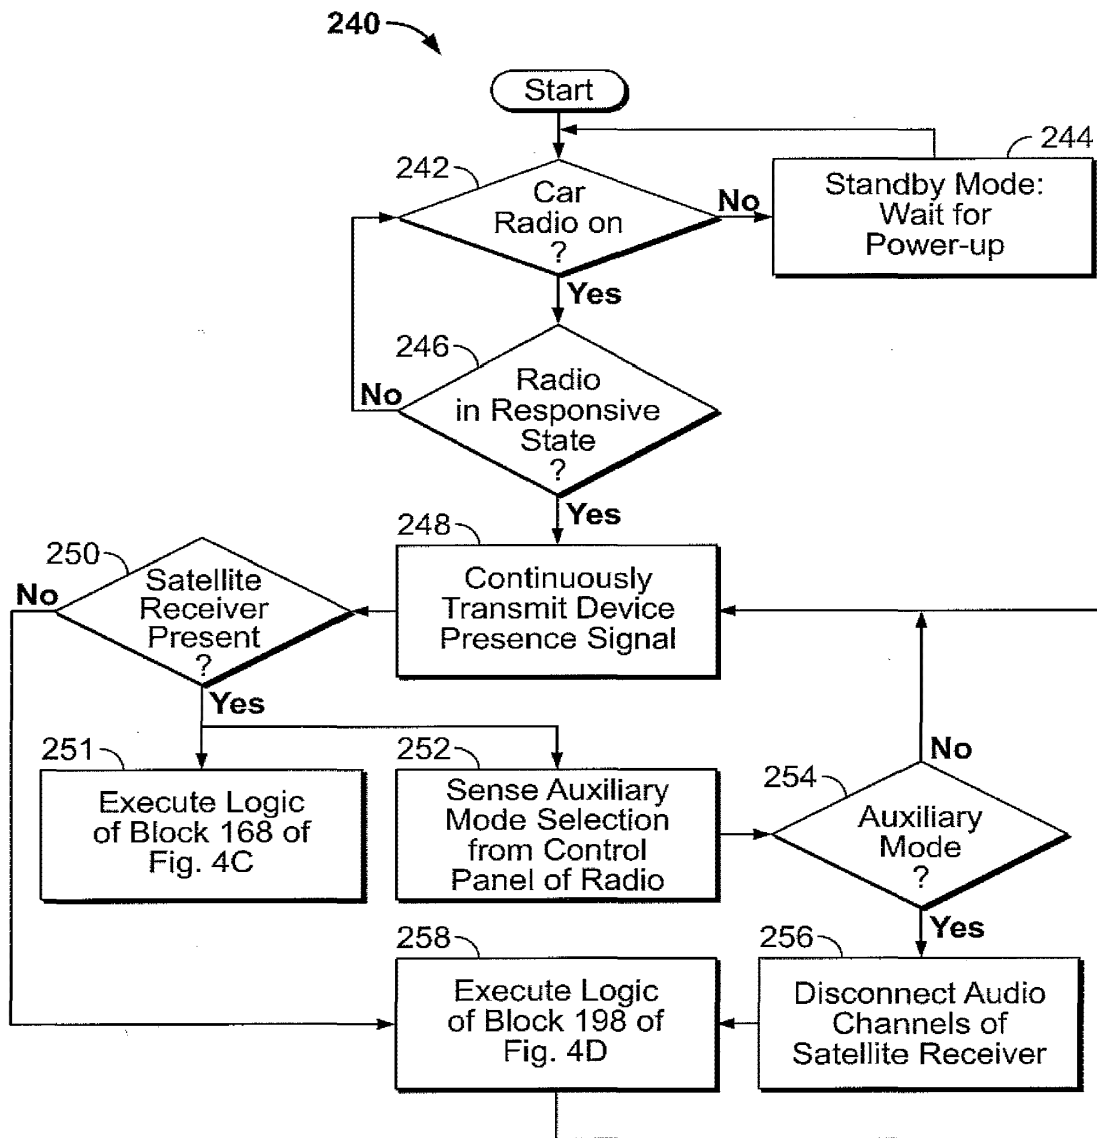 240
Start
242
Car
Radio on
?
No
244
Standby Mode:
Wait for
Power-up
Yes
246
Radio
in Responsive
State
?
No
Yes
248
Continuously
Transmit Device
Presence Signal
250
Satellite
Receiver
Present
?
No
Yes
251
Execute Logic
of Block 168 of
Fig. 4C
252
Sense Auxiliary
Mode Selection
from Control
Panel of Radio
254
Auxiliary
Mode
?
No
Yes
256
Disconnect Audio
Channels of
Satellite Receiver
258
Execute Logic
of Block 198 of
Fig. 4D